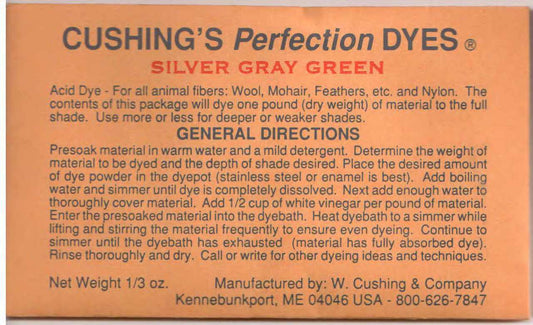 CUSHING'S Perfection DYES ®
SILVER GRAY GREEN
Acid Dye - For all animal fibers: Wool, Mohair, Feathers, etc. and Nylon. The
contents of this package will dye one pound (dry weight) of material to the full
shade. Use more or less for deeper or weaker shades.
GENERAL DIRECTIONS
Presoak material in warm water and a mild detergent. Determine the weight of
material to be dyed and the depth of shade desired. Place the desired amount
of dye powder in the dyepot (stainless steel or enamel is best). Add boiling
water and simmer until dye is completely dissolved. Next add enough water to
thoroughly cover material. Add 1/2 cup of white vinegar per pound of material.
Enter the presoaked material into the dyebath. Heat dyebath to a simmer while
lifting and stirring the material frequently to ensure even dyeing. Continue to
simmer until the dyebath has exhausted (material has fully absorbed dye).
Rinse thoroughly and dry. Call or write for other dyeing ideas and techniques.
Net Weight 1/3 oz. Manufactured by: W. Cushing & Company
Kennebunkport, ME 04046 USA - 800-626-7847